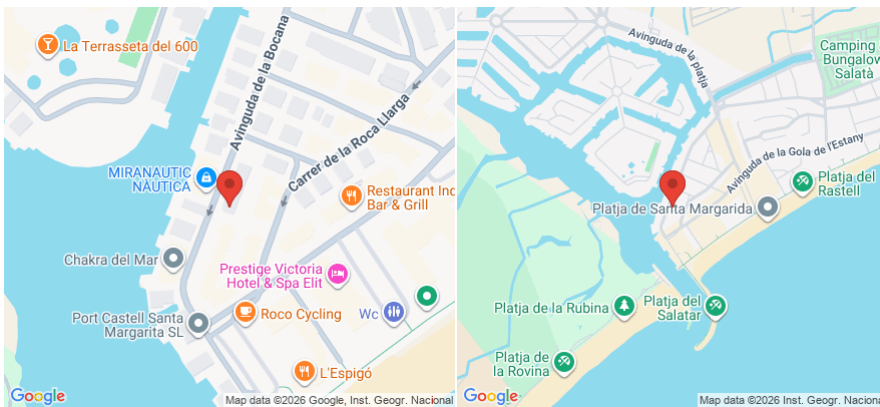 La Terrasseta del 600
Avinguda de la Bocana
Carrer de la Roca Llarga
MIRANAUTIC
NÀUTICA
Restaurant Ind
Bar & Grill
Chakra del Mar
Prestige Victoria
Hotel & Spa Elit
Port Castell Santa
Margarita SL
Roco Cycling
Wc
L'Espigó
Google
Map data ©2026 Google, Inst. Geogr. Nacional
Avinguda de la platja
Camping
Bungalow
Salatà
Avinguda de la Gola de l'Estany
Platja del
Rastell
Platja de Santa Margarida
Platja de la Rubina
Platja del
Salatar
Platja de
la Rovina
Google
Map data ©2026 Inst. Geogr. Nacional